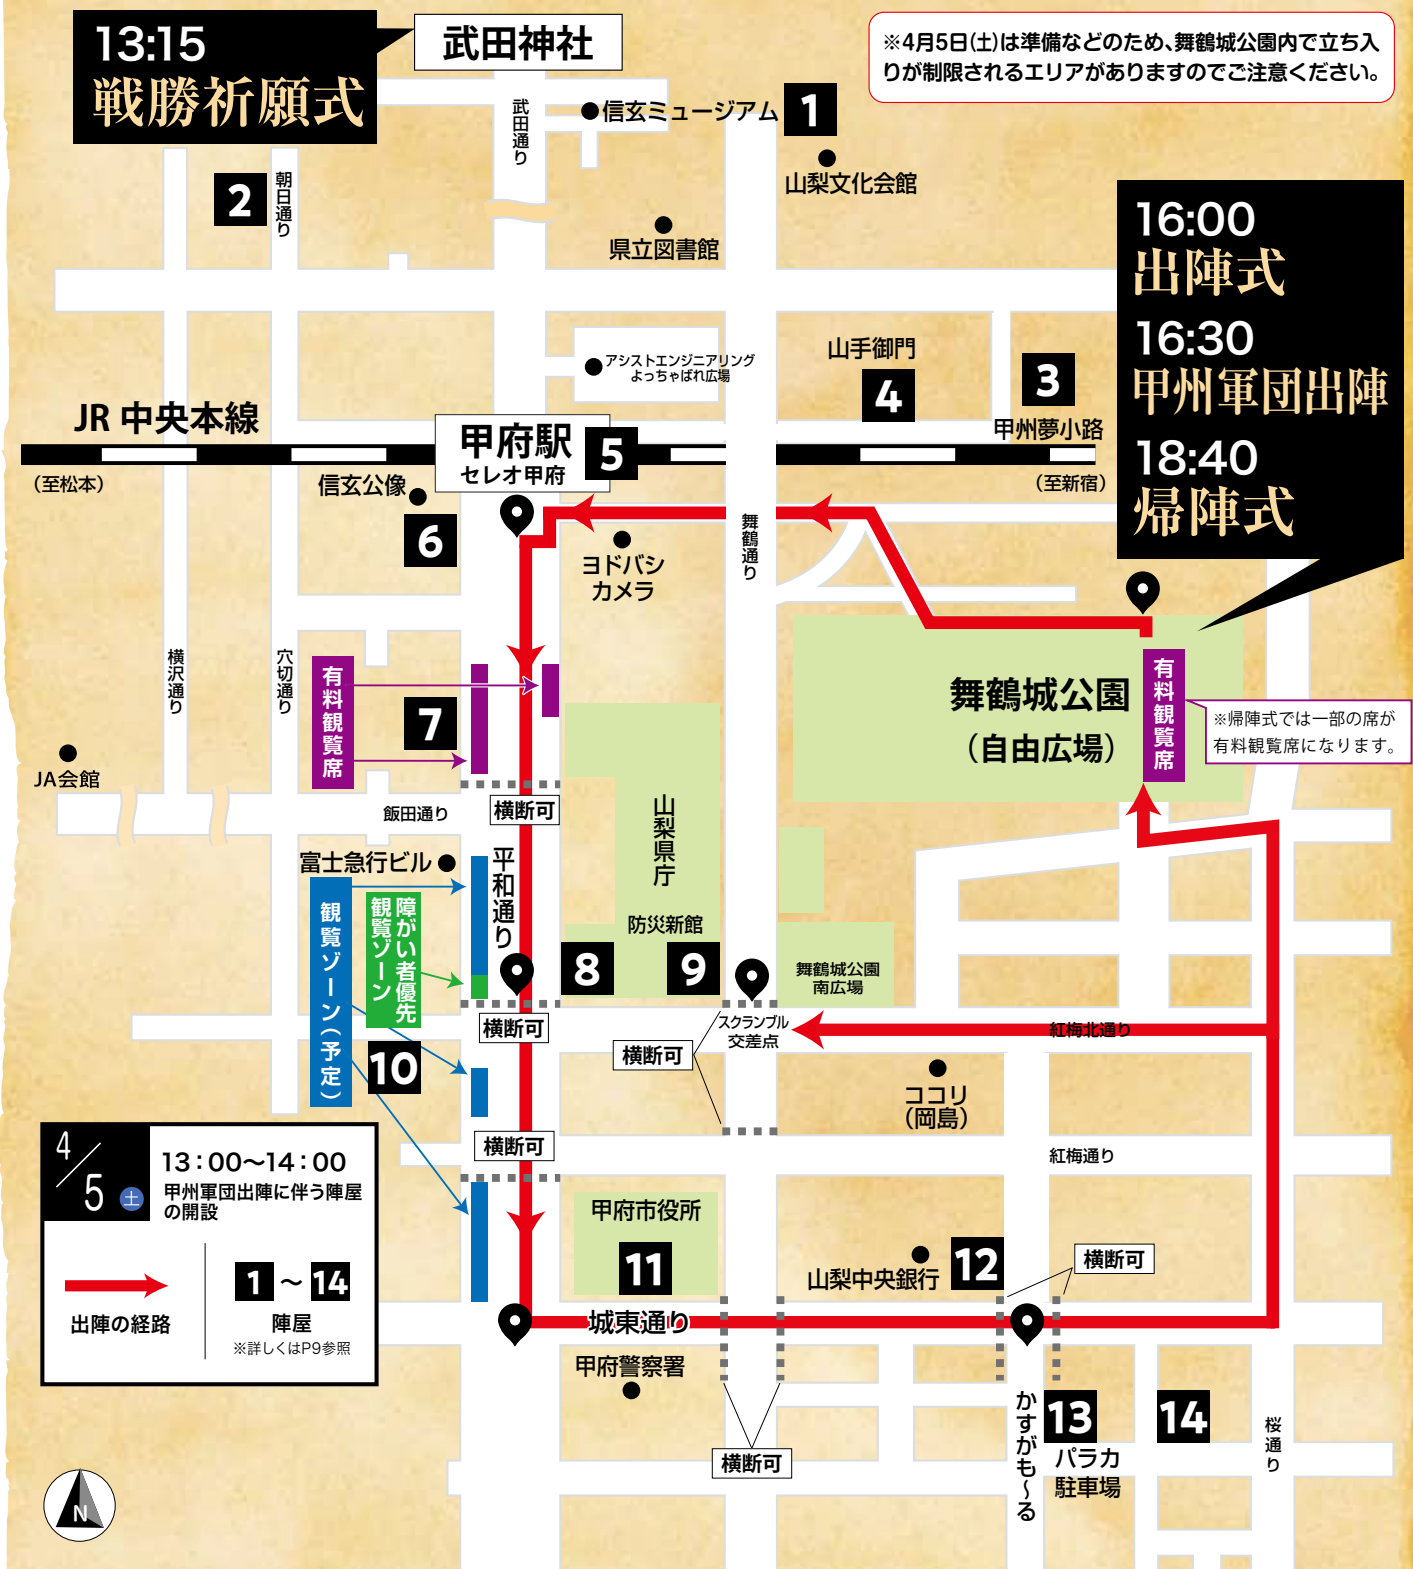 13:15
戦勝祈願式
武田神社
※4月5日(土)は準備などのため、舞鶴城公園内で立ち入
りが制限されるエリアがありますのでご注意ください。
武田通り
信玄ミュージアム
1
山梨文化会館
2
朝日通り
県立図書館
16:00
出陣式
16:30
甲州軍団出陣
18:40
帰陣式
アシストエンジニアリング
よっちゃばれ広場
山手御門
4
3
甲州夢小路
JR 中央本線
甲府駅
セレオ甲府
5
(至松本)
(至新宿)
信玄公像
6
ヨドバシ
カメラ
舞鶴通り
横沢通り
穴切通り
有料観覧席
7
舞鶴城公園
(自由広場)
有料観覧席
※帰陣式では一部の席が
有料観覧席になります。
JA会館
飯田通り
横断可
山梨県庁
富士急行ビル
平和通り
観覧ゾーン(予定)
障がい者優先
観覧ゾーン
防災新館
8
9
舞鶴城公園
南広場
横断可
スクランブル
交差点
紅梅北通り
横断可
10
ココリ
(岡島)
横断可
紅梅通り
4/5
土
13:00〜14:00
甲州軍団出陣に伴う陣屋
の開設
出陣の経路
1 〜 14
陣屋
※詳しくはP9参照
甲府市役所
11
山梨中央銀行
12
横断可
城東通り
甲府警察署
横断可
かすがも〜る
13
パラカ
駐車場
14
桜通り
N